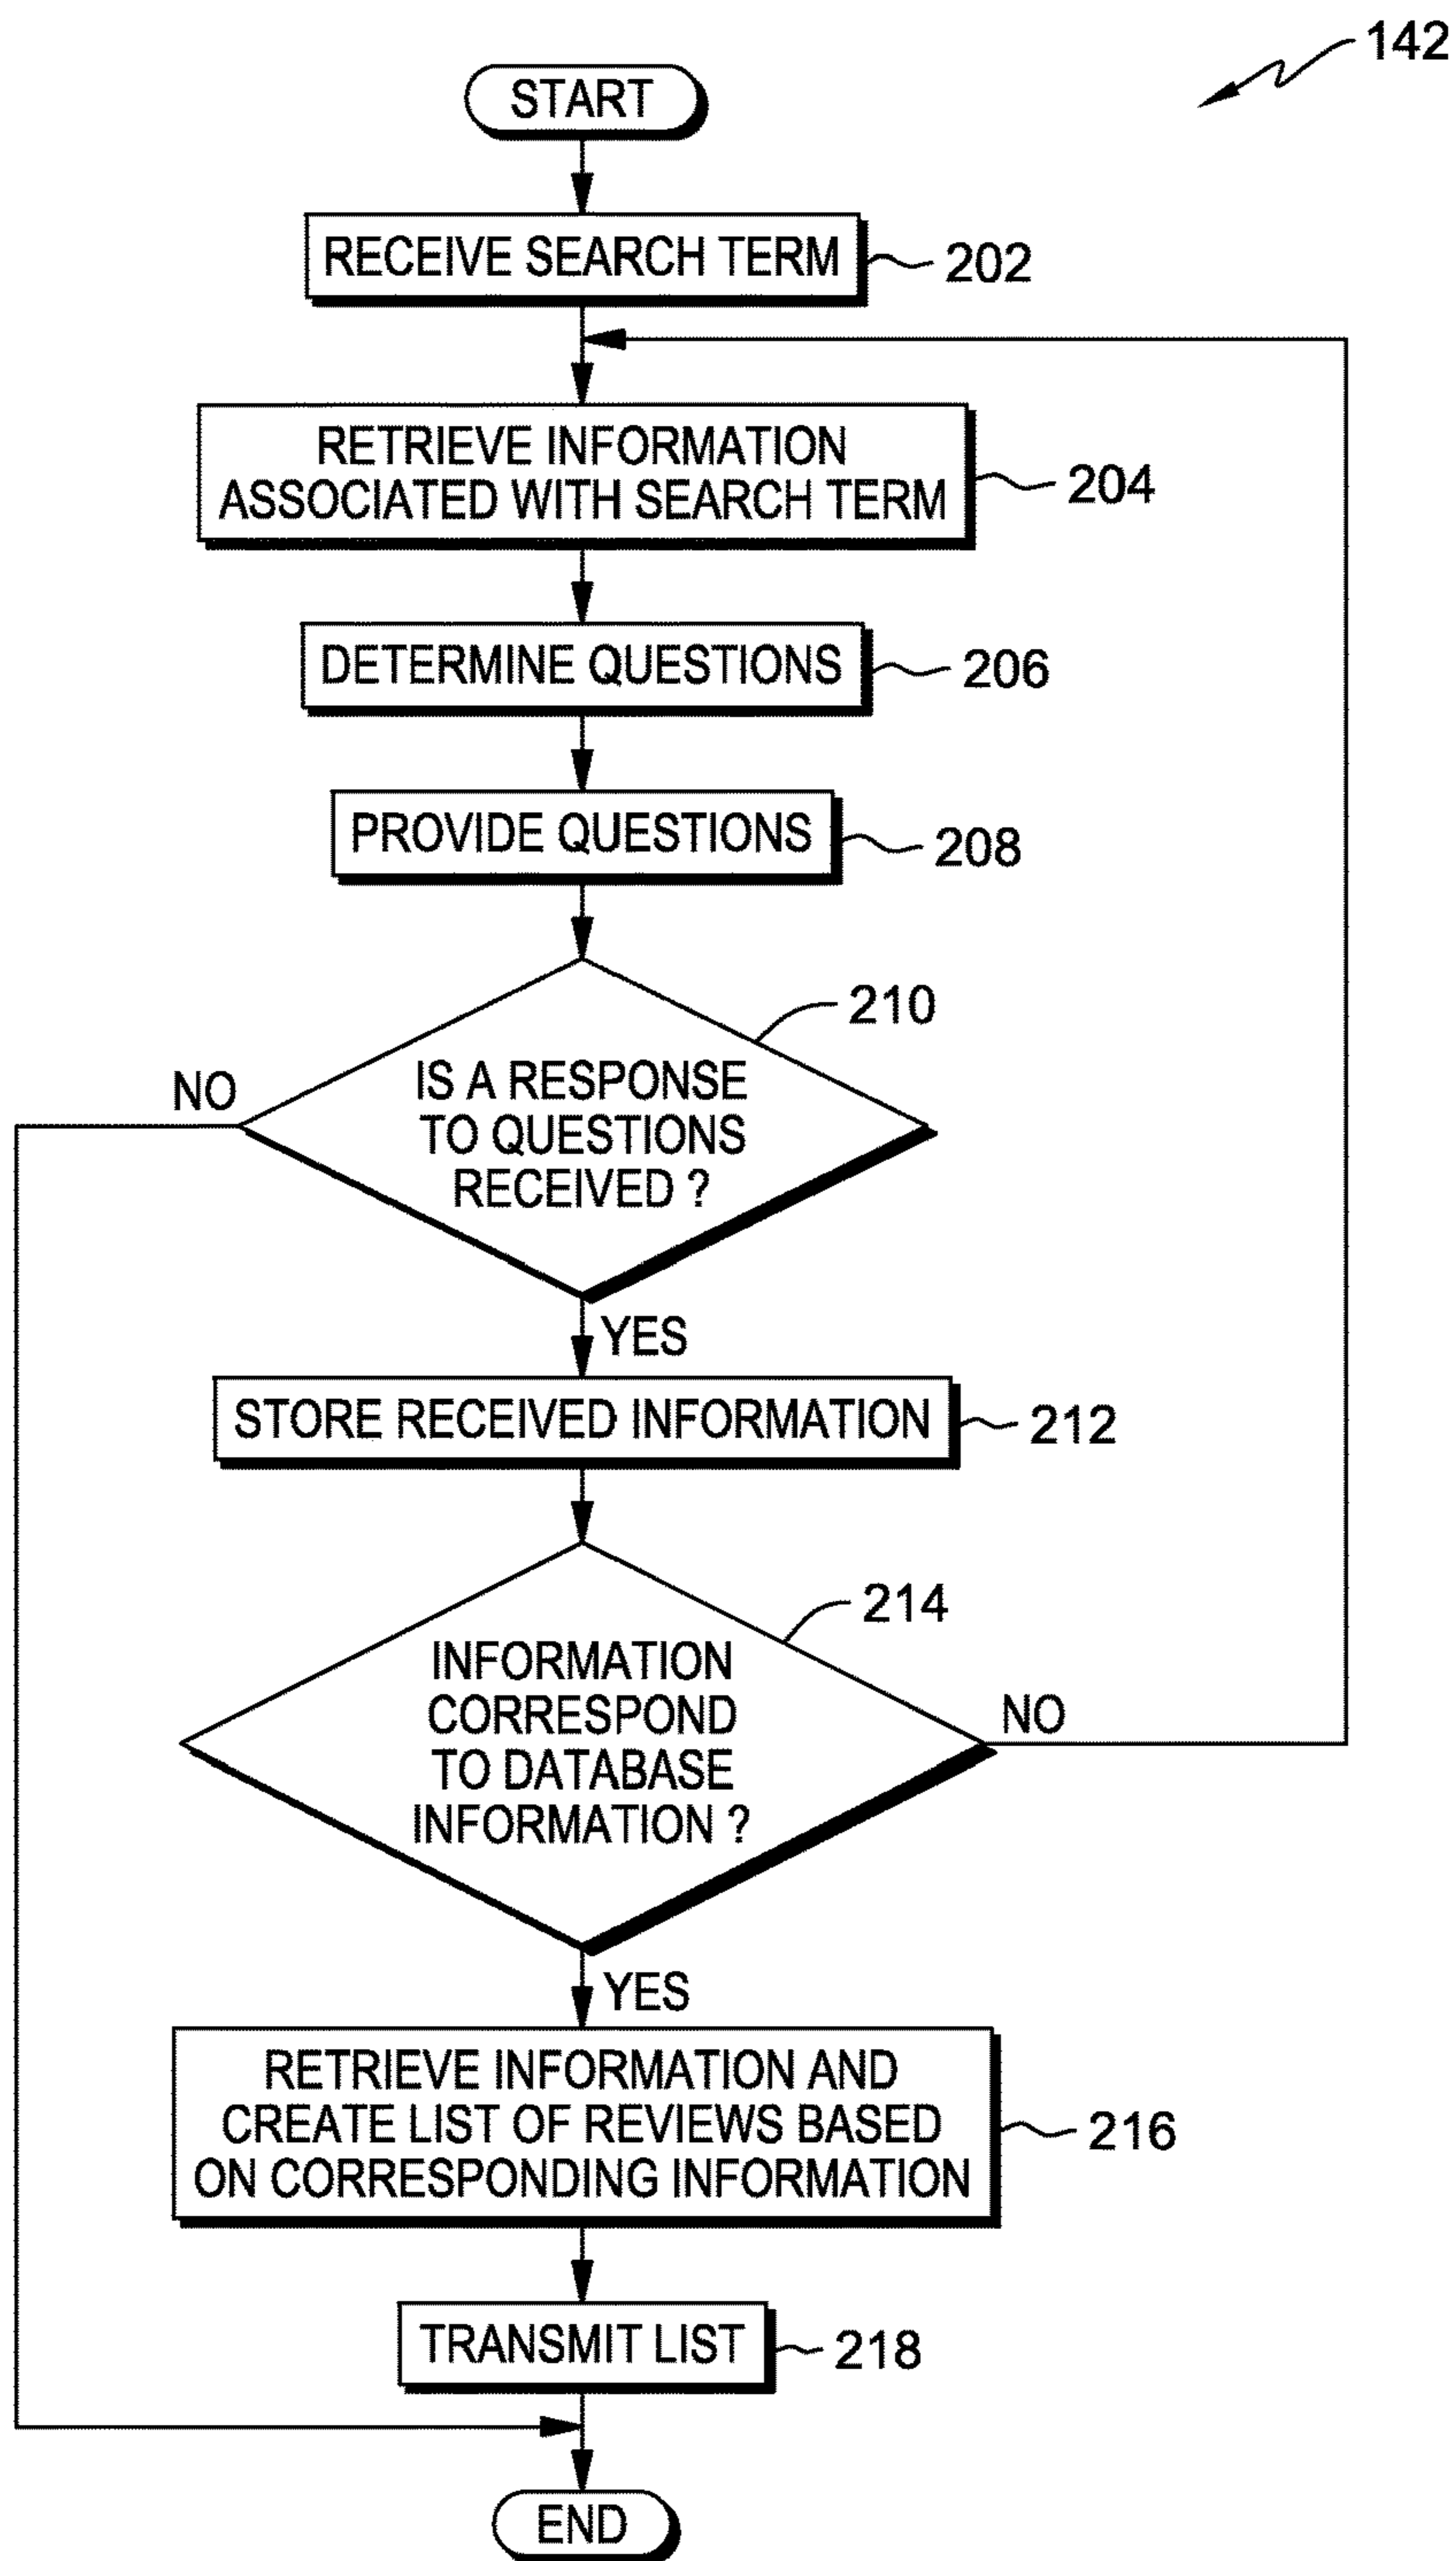 142
START
RECEIVE SEARCH TERM
202
RETRIEVE INFORMATION
ASSOCIATED WITH SEARCH TERM
204
DETERMINE QUESTIONS
206
PROVIDE QUESTIONS
208
210
NO
IS A RESPONSE
TO QUESTIONS
RECEIVED ?
YES
STORE RECEIVED INFORMATION
212
214
INFORMATION
CORRESPOND
TO DATABASE
INFORMATION ?
NO
YES
RETRIEVE INFORMATION AND
CREATE LIST OF REVIEWS BASED
ON CORRESPONDING INFORMATION
216
TRANSMIT LIST
218
END